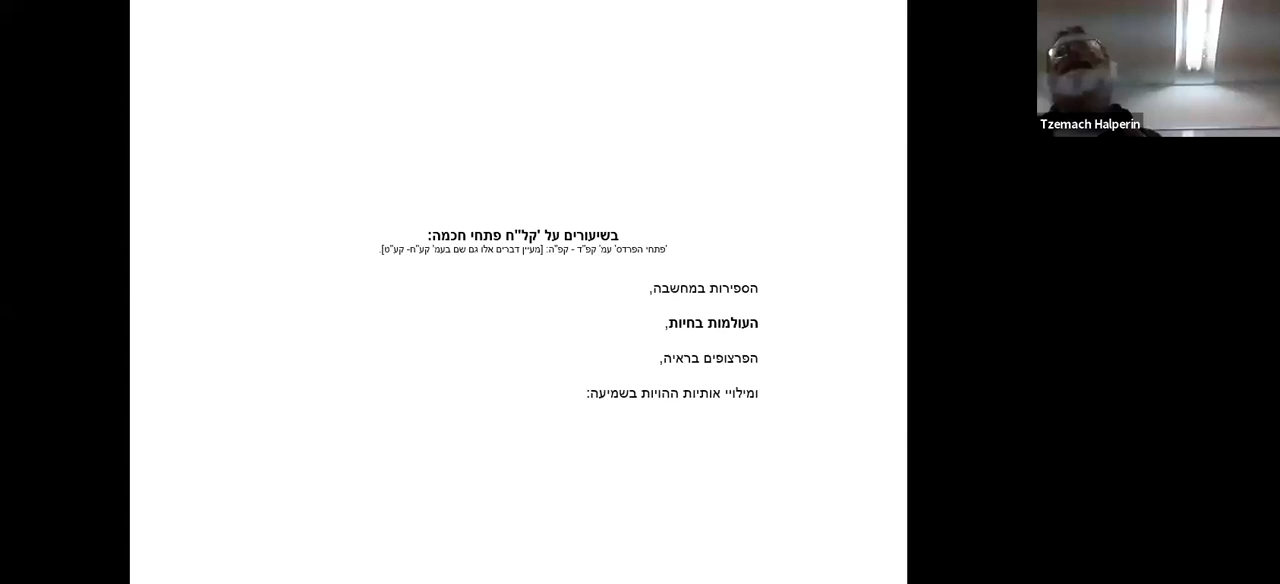 בשיעורים על 'קל"ח פתחי חכמה:
'פתחי הפרדס' עמ' קפ"ד - קפ"ה: [מעיין דברים אלו גם שם בעמ' קע"ח- קע"ט].
הספירות במחשבה,
העולמות בחיות,
הפרצופים בראיה,
ומילויי אותיות ההויות בשמיעה:
Tzemach Halperin